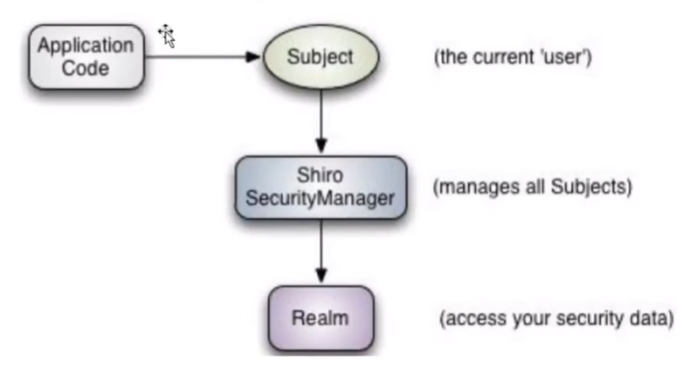 Application
Code
Subject
(the current 'user')
Shiro
SecurityManager
(manages all Subjects)
Realm
(access your security data)